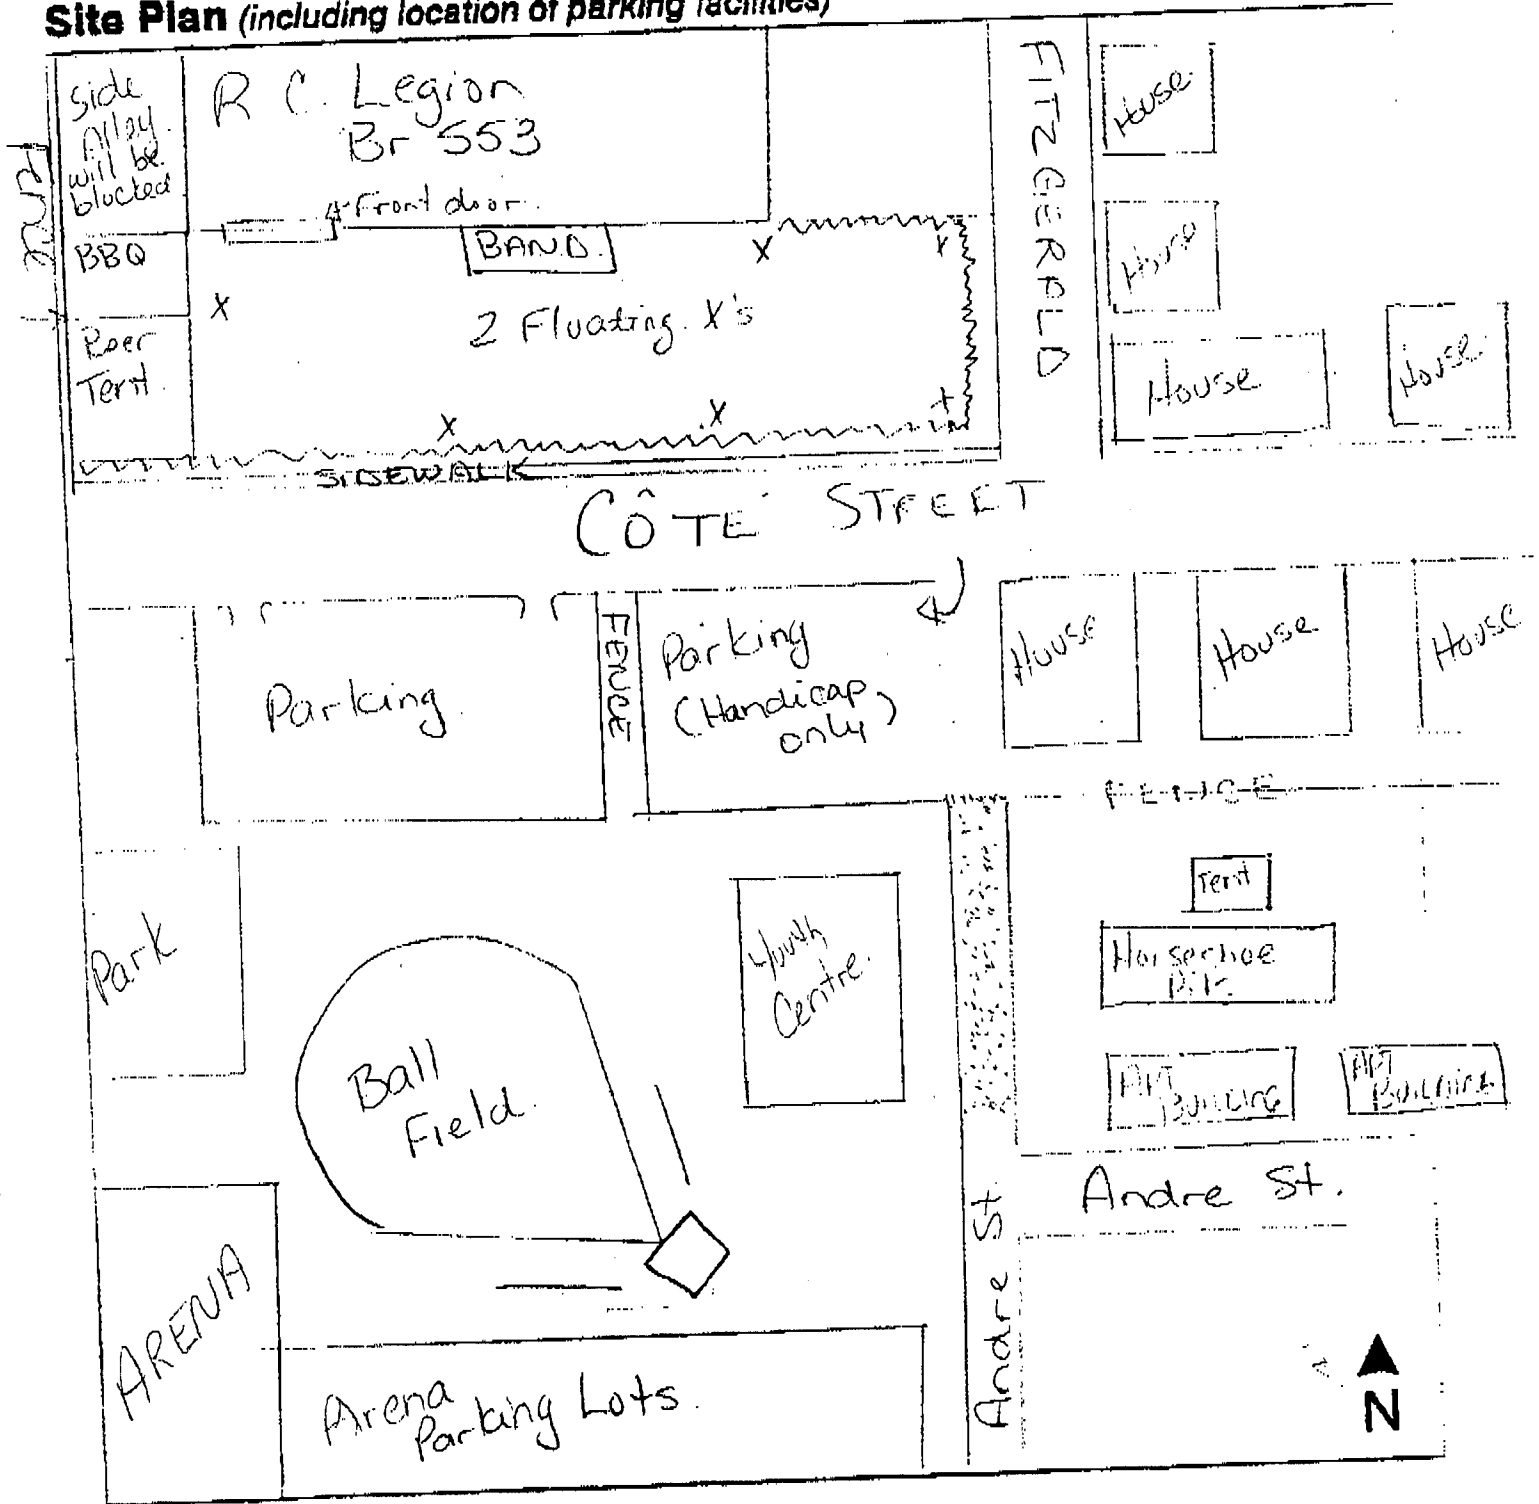 Site Plan (including location of parking facilities)
Side
Alley
will be
blocked
R C. Legion
Br 553
Front door
BBQ
BAND
2 Floating X's
Beer
Tent
X
X
X
X
X
X
SIDEWALK
FITZGERALD
House
House
House
House
CÔTÉ STREET
Parking
FENCE
Parking
(Handicap
only)
House
House
House
FENCE
Park
Ball
Field
Youth
Centre
Tent
Horseshoe
Pits
APT
BUILDING
APT
BUILDING
Andre St.
Andre St
ARENA
Arena
Parking Lots
N